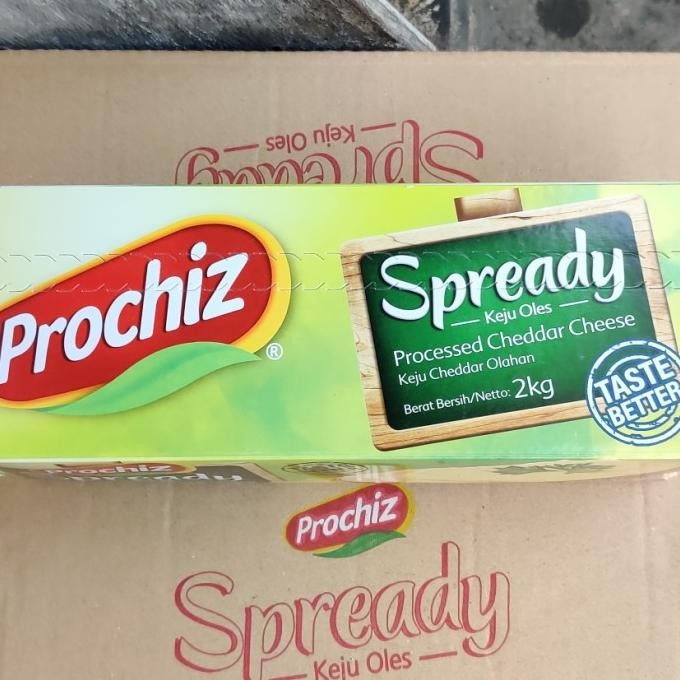 Spready
Keju Oles
Prochiz
®
Spready
Keju Oles
Processed Cheddar Cheese
Keju Cheddar Olahan
Berat Bersih/Netto: 2kg
TASTE
BETTER
Prochiz
Spready
Prochiz
Spready
Keju Oles